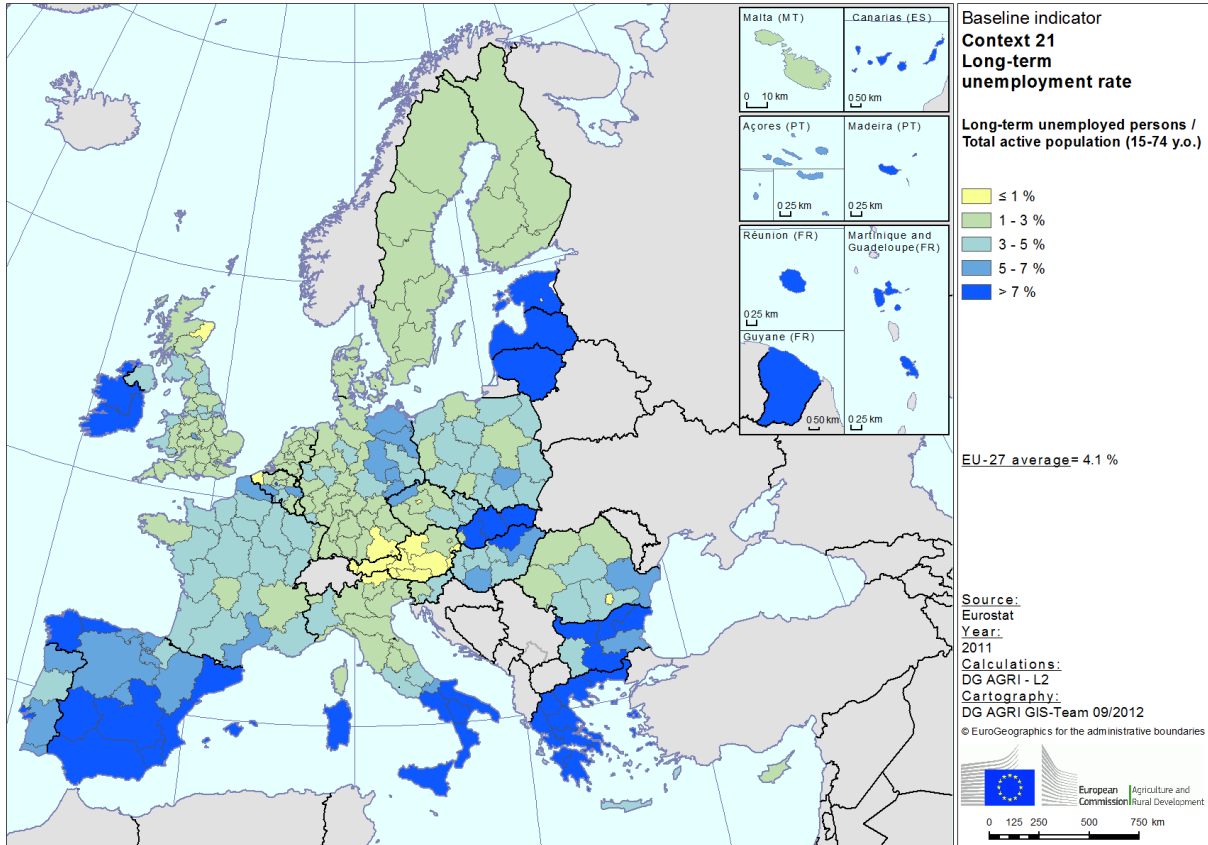 Malta (MT)
0 10 km
Canarias (ES)
0 50 km
Açores (PT)
0 25 km
Madeira (PT)
0 25 km
Réunion (FR)
0 25 km
Martinique and
Guadeloupe(FR)
0 25 km
Guyane (FR)
0 50 km
Baseline indicator
Context 21
Long-term
unemployment rate
Long-term unemployed persons /
Total active population (15-74 y.o.)
≤ 1 %
1 - 3 %
3 - 5 %
5 - 7 %
> 7 %
EU-27 average= 4.1 %
Source:
Eurostat
Year:
2011
Calculations:
DG AGRI - L2
Cartography:
DG AGRI GIS-Team 09/2012
© EuroGeographics for the administrative boundaries
European
Commission
Agriculture and
Rural Development
0 125 250 500 750 km